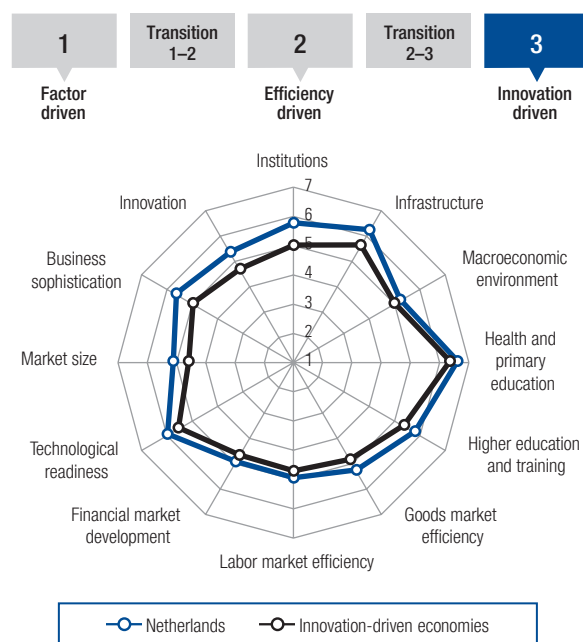 1
Transition
1–2
2
Transition
2–3
3
Factor
driven
Efficiency
driven
Innovation
driven
Institutions
Innovation
Infrastructure
Business
sophistication
Macroeconomic
environment
Market size
Health and
primary
education
Technological
readiness
Higher education
and training
Financial market
development
Goods market
efficiency
Labor market efficiency
7
6
5
4
3
2
1
Netherlands
Innovation-driven economies